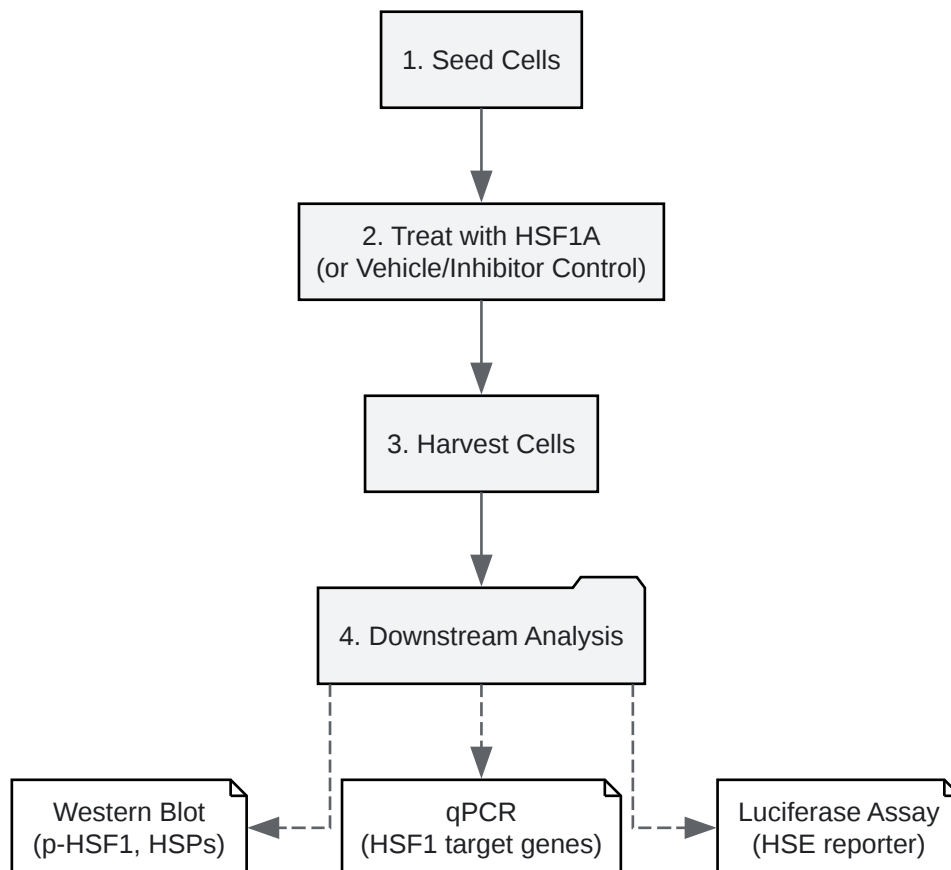 1. Seed Cells
2. Treat with HSF1A
(or Vehicle/Inhibitor Control)
3. Harvest Cells
4. Downstream Analysis
Western Blot
(p-HSF1, HSPs)
qPCR
(HSF1 target genes)
Luciferase Assay
(HSE reporter)